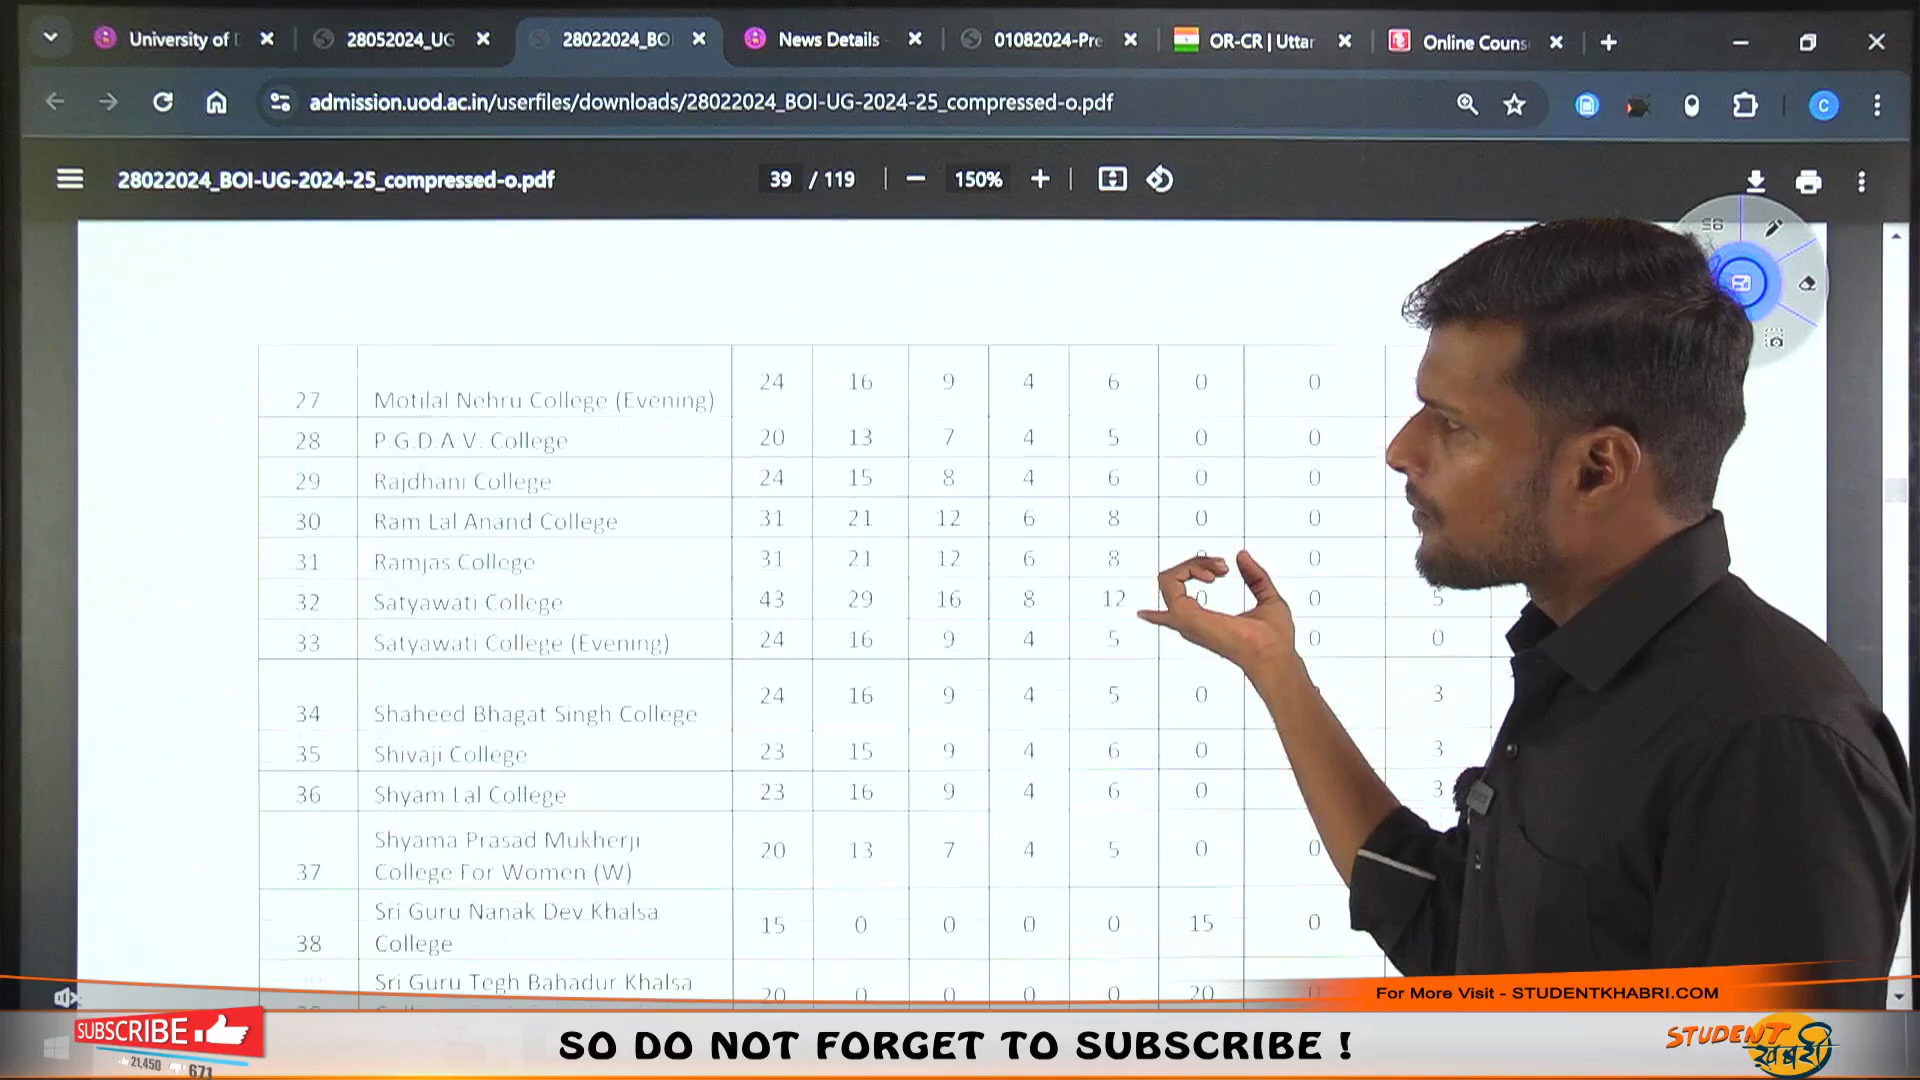 University of
28052024_UG
28022024_BO
News Details
01082024-Pre
OR-CR | Uttar
Online Couns
admission.uod.ac.in/userfiles/downloads/28022024_BOI-UG-2024-25_compressed-o.pdf
C
28022024_BOI-UG-2024-25_compressed-o.pdf
39 / 119
150%
27 Motilal Nehru College (Evening) 24 16 9 4 6 0 0
28 P.G.D.A.V. College 20 13 7 4 5 0 0
29 Rajdhani College 24 15 8 4 6 0 0
30 Ram Lal Anand College 31 21 12 6 8 0 0
31 Ramjas College 31 21 12 6 8 0
32 Satyawati College 43 29 16 8 12 0 0 5
33 Satyawati College (Evening) 24 16 9 4 5 0 0
34 Shaheed Bhagat Singh College 24 16 9 4 5 0 3
35 Shivaji College 23 15 9 4 6 0 3
36 Shyam Lal College 23 16 9 4 6 0 3
37 Shyama Prasad Mukherji
College For Women (W) 20 13 7 4 5 0 0
38 Sri Guru Nanak Dev Khalsa
College 15 0 0 0 0 15 0
Sri Guru Tegh Bahadur Khalsa
20 0 0 0 0 20 0
For More Visit - STUDENTKHABRI.COM
SUBSCRIBE
21,450
671
SO DO NOT FORGET TO SUBSCRIBE !
STUDENT
खबरी